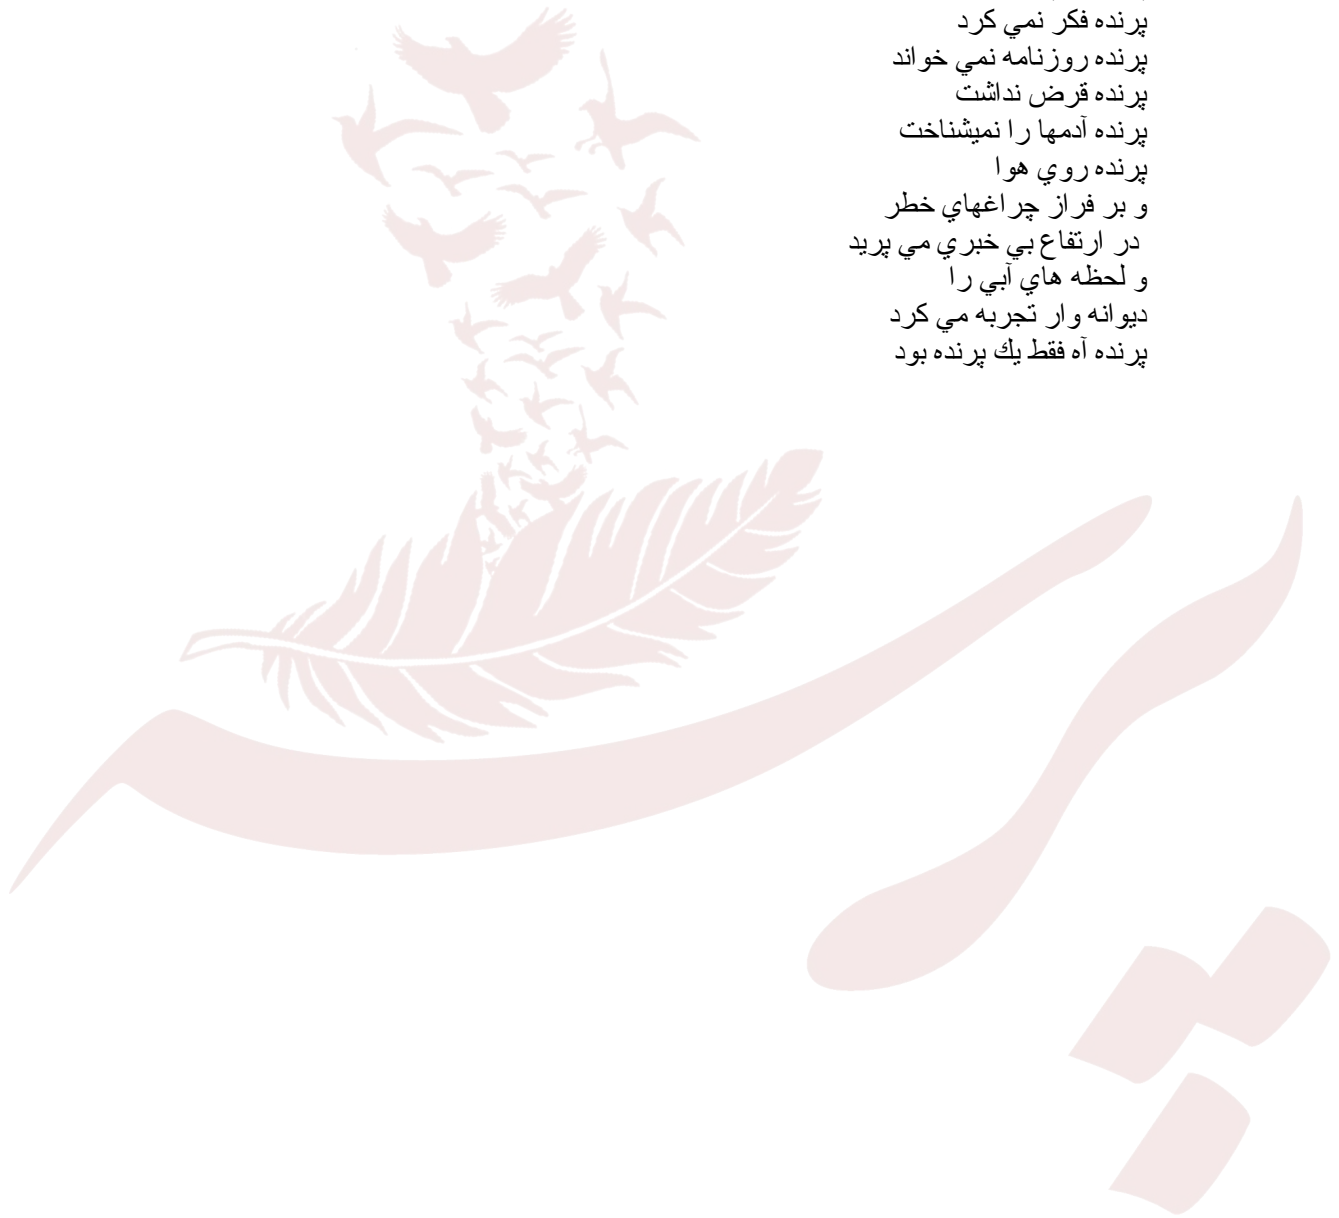 پرنده فكر نمي كرد
پرنده روزنامه نمي خواند
پرنده قرض نداشت
پرنده آدمها را نميشناخت
پرنده روي هوا
و بر فراز چراغهاي خطر
در ارتفاع بي خبري مي پريد
و لحظه هاي آبي را
ديوانه وار تجربه مي كرد
پرنده آه فقط يك پرنده بود